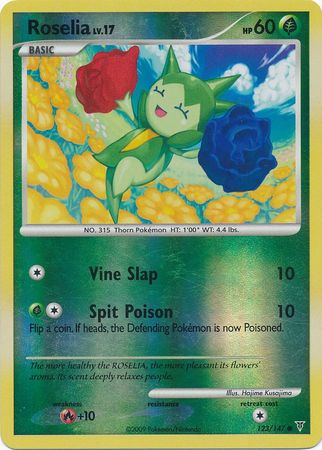 Roselia LV.17 HP 60
BASIC
NO. 315 Thorn Pokémon HT: 1'00" WT: 4.4 lbs.
Vine Slap 10
Spit Poison 10
Flip a coin. If heads, the Defending Pokémon is now Poisoned.
The more healthy the ROSELIA, the more pleasant its flowers'
aroma. Its scent deeply relaxes people.
Illus. Hajime Kusajima
weakness resistance retreat cost
+10
©2009 Pokémon/Nintendo 123/147